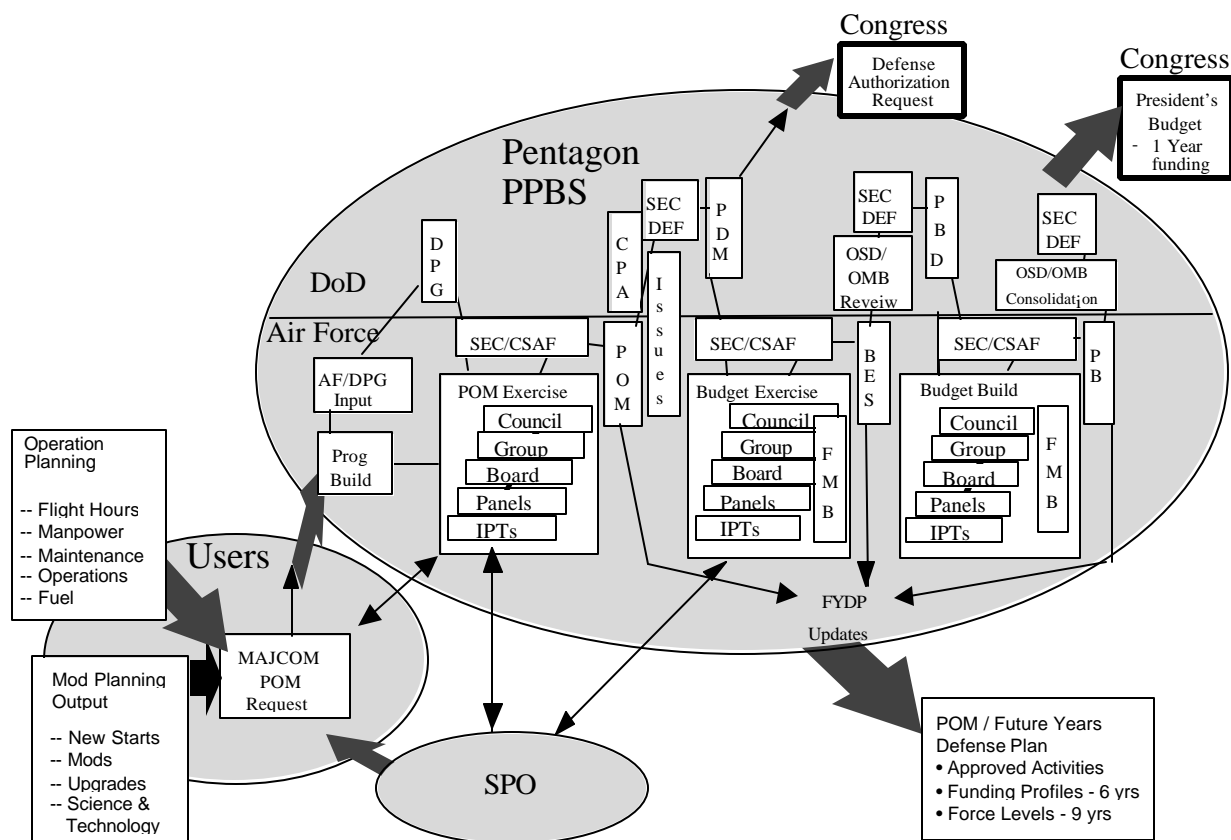 Congress
Defense
Authorization
Request
Congress
President's
Budget
- 1 Year
funding
Pentagon
PPBS
DoD
Air Force
D
P
G
C
P
A
SEC
DEF
P
D
M
I
s
s
u
e
s
SEC
DEF
OSD/
OMB
Reveiw
P
B
D
SEC
DEF
OSD/OMB
Consolidation
AF/DPG
Input
Prog
Build
SEC/CSAF
P
O
M
POM Exercise
Council
Group
Board
Panels
IPTs
SEC/CSAF
B
E
S
Budget Exercise
Council
Group
Board
Panels
IPTs
F
M
B
SEC/CSAF
P
B
Budget Build
Council
Group
Board
Panels
IPTs
F
M
B
FYDP
Updates
Operation
Planning
-- Flight Hours
-- Manpower
-- Maintenance
-- Operations
-- Fuel
Users
MAJCOM
POM
Request
Mod Planning
Output
-- New Starts
-- Mods
-- Upgrades
-- Science &
Technology
SPO
POM / Future Years
Defense Plan
• Approved Activities
• Funding Profiles - 6 yrs
• Force Levels - 9 yrs